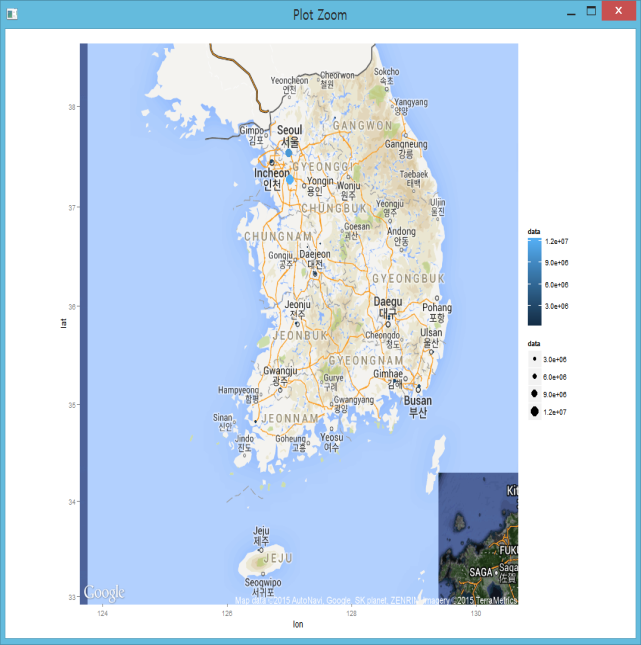 Plot Zoom
x
Yeoncheon
연천
Cheorwon
철원
Sokcho
속초
Yangyang
양양
GANGWON
Gimpo
김포
Seoul
서울
Gangneung
강릉
GYEONGGI
Incheon
인천
Yongin
용인
Wonju
원주
Taebaek
태백
Yeongju
영주
Uljin
울진
CHUNGBUK
Goesan
괴산
CHUNGNAM
Andong
안동
Gongju
공주
Daejeon
대전
GYEONGBUK
Jeonju
전주
Daegu
대구
Pohang
포항
JEONBUK
Cheongdo
청도
Ulsan
울산
GYEONGNAM
Gwangju
광주
Gurye
구례
Gimhae
김해
Hampyeong
함평
Gwangyang
광양
Busan
부산
Sinan
신안
JEONNAM
Jindo
진도
Goheung
고흥
Yeosu
여수
Jeju
제주
JEJU
Seogwipo
서귀포
Kit
FUKU
SAGA
Saga
佐賀
Google
Map data ©2015 AutoNavi, Google, SK planet, ZENRIN Imagery ©2015 TerraMetrics
38
37
36
35
34
33
lat
124
126
128
130
lon
data
1.2e+07
9.0e+06
6.0e+06
3.0e+06
data
3.0e+06
6.0e+06
9.0e+06
1.2e+07